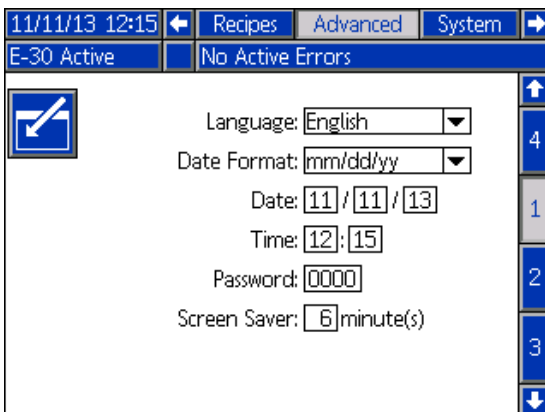 11/11/13 12:15 Recipes Advanced System
E-30 Active No Active Errors
Language: English
Date Format: mm/dd/yy
Date: 11 / 11 / 13
Time: 12 : 15
Password: 0000
Screen Saver: 6 minute(s)
4
1
2
3